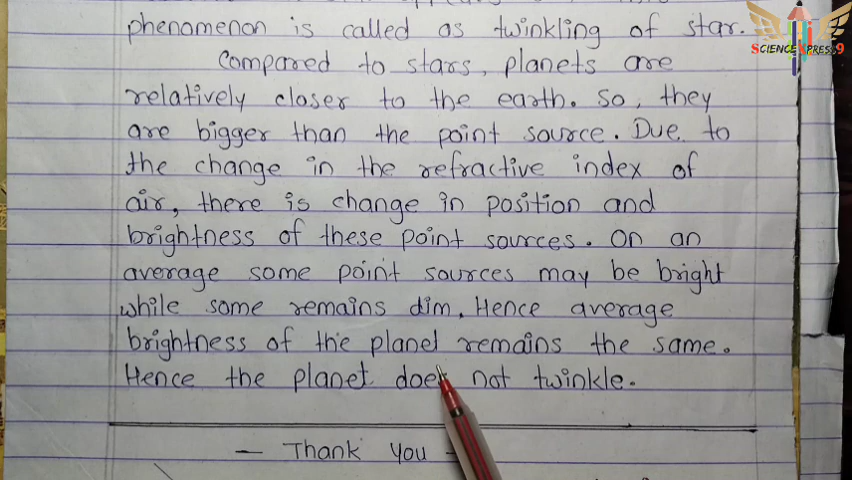 phenomenon is called as twinkling of star.
SCIENCEXPRESS9
Compared to stars, planets are
relatively closer to the earth. So, they
are bigger than the point source. Due to
the change in the refractive index of
air, there is change in position and
brightness of these point sources. On an
average some point sources may be bright
while some remains dim. Hence average
brightness of the planet remains the same.
Hence the planet does not twinkle.
- Thank You -